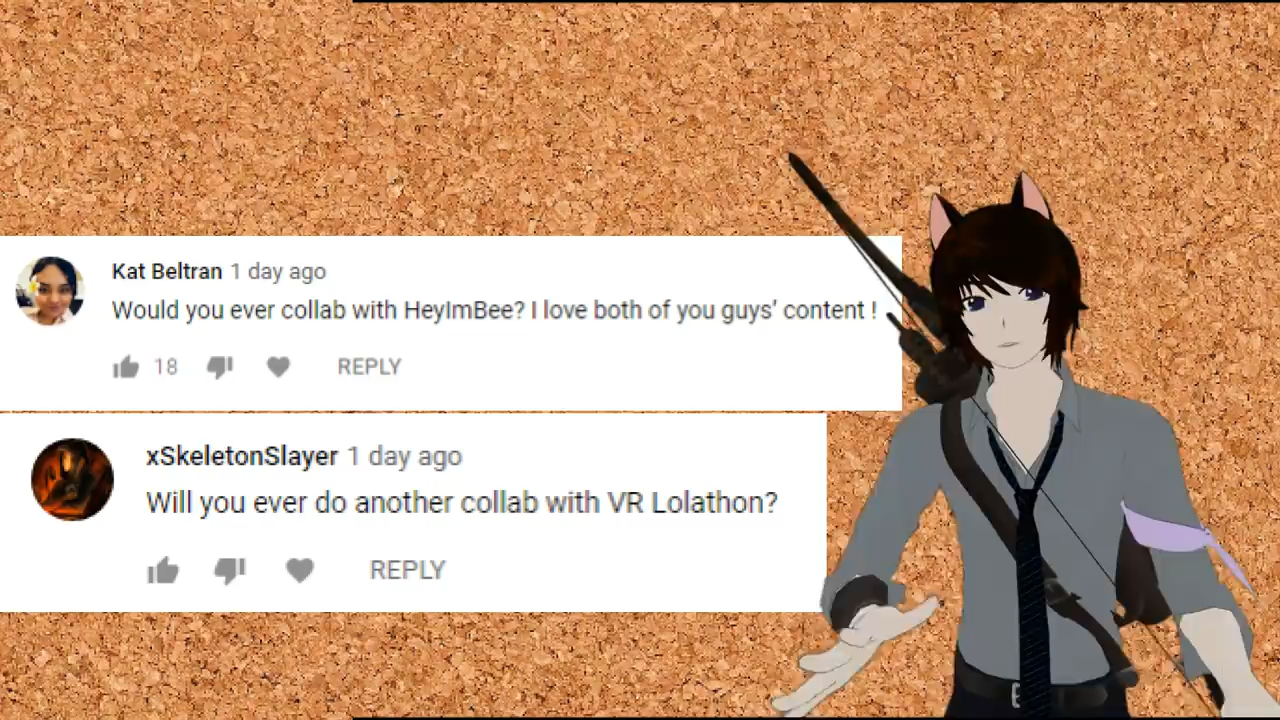 Kat Beltran 1 day ago
Would you ever collab with HeyImBee? I love both of you guys' content !
18 REPLY
xSkeletonSlayer 1 day ago
Will you ever do another collab with VR Lolathon?
REPLY